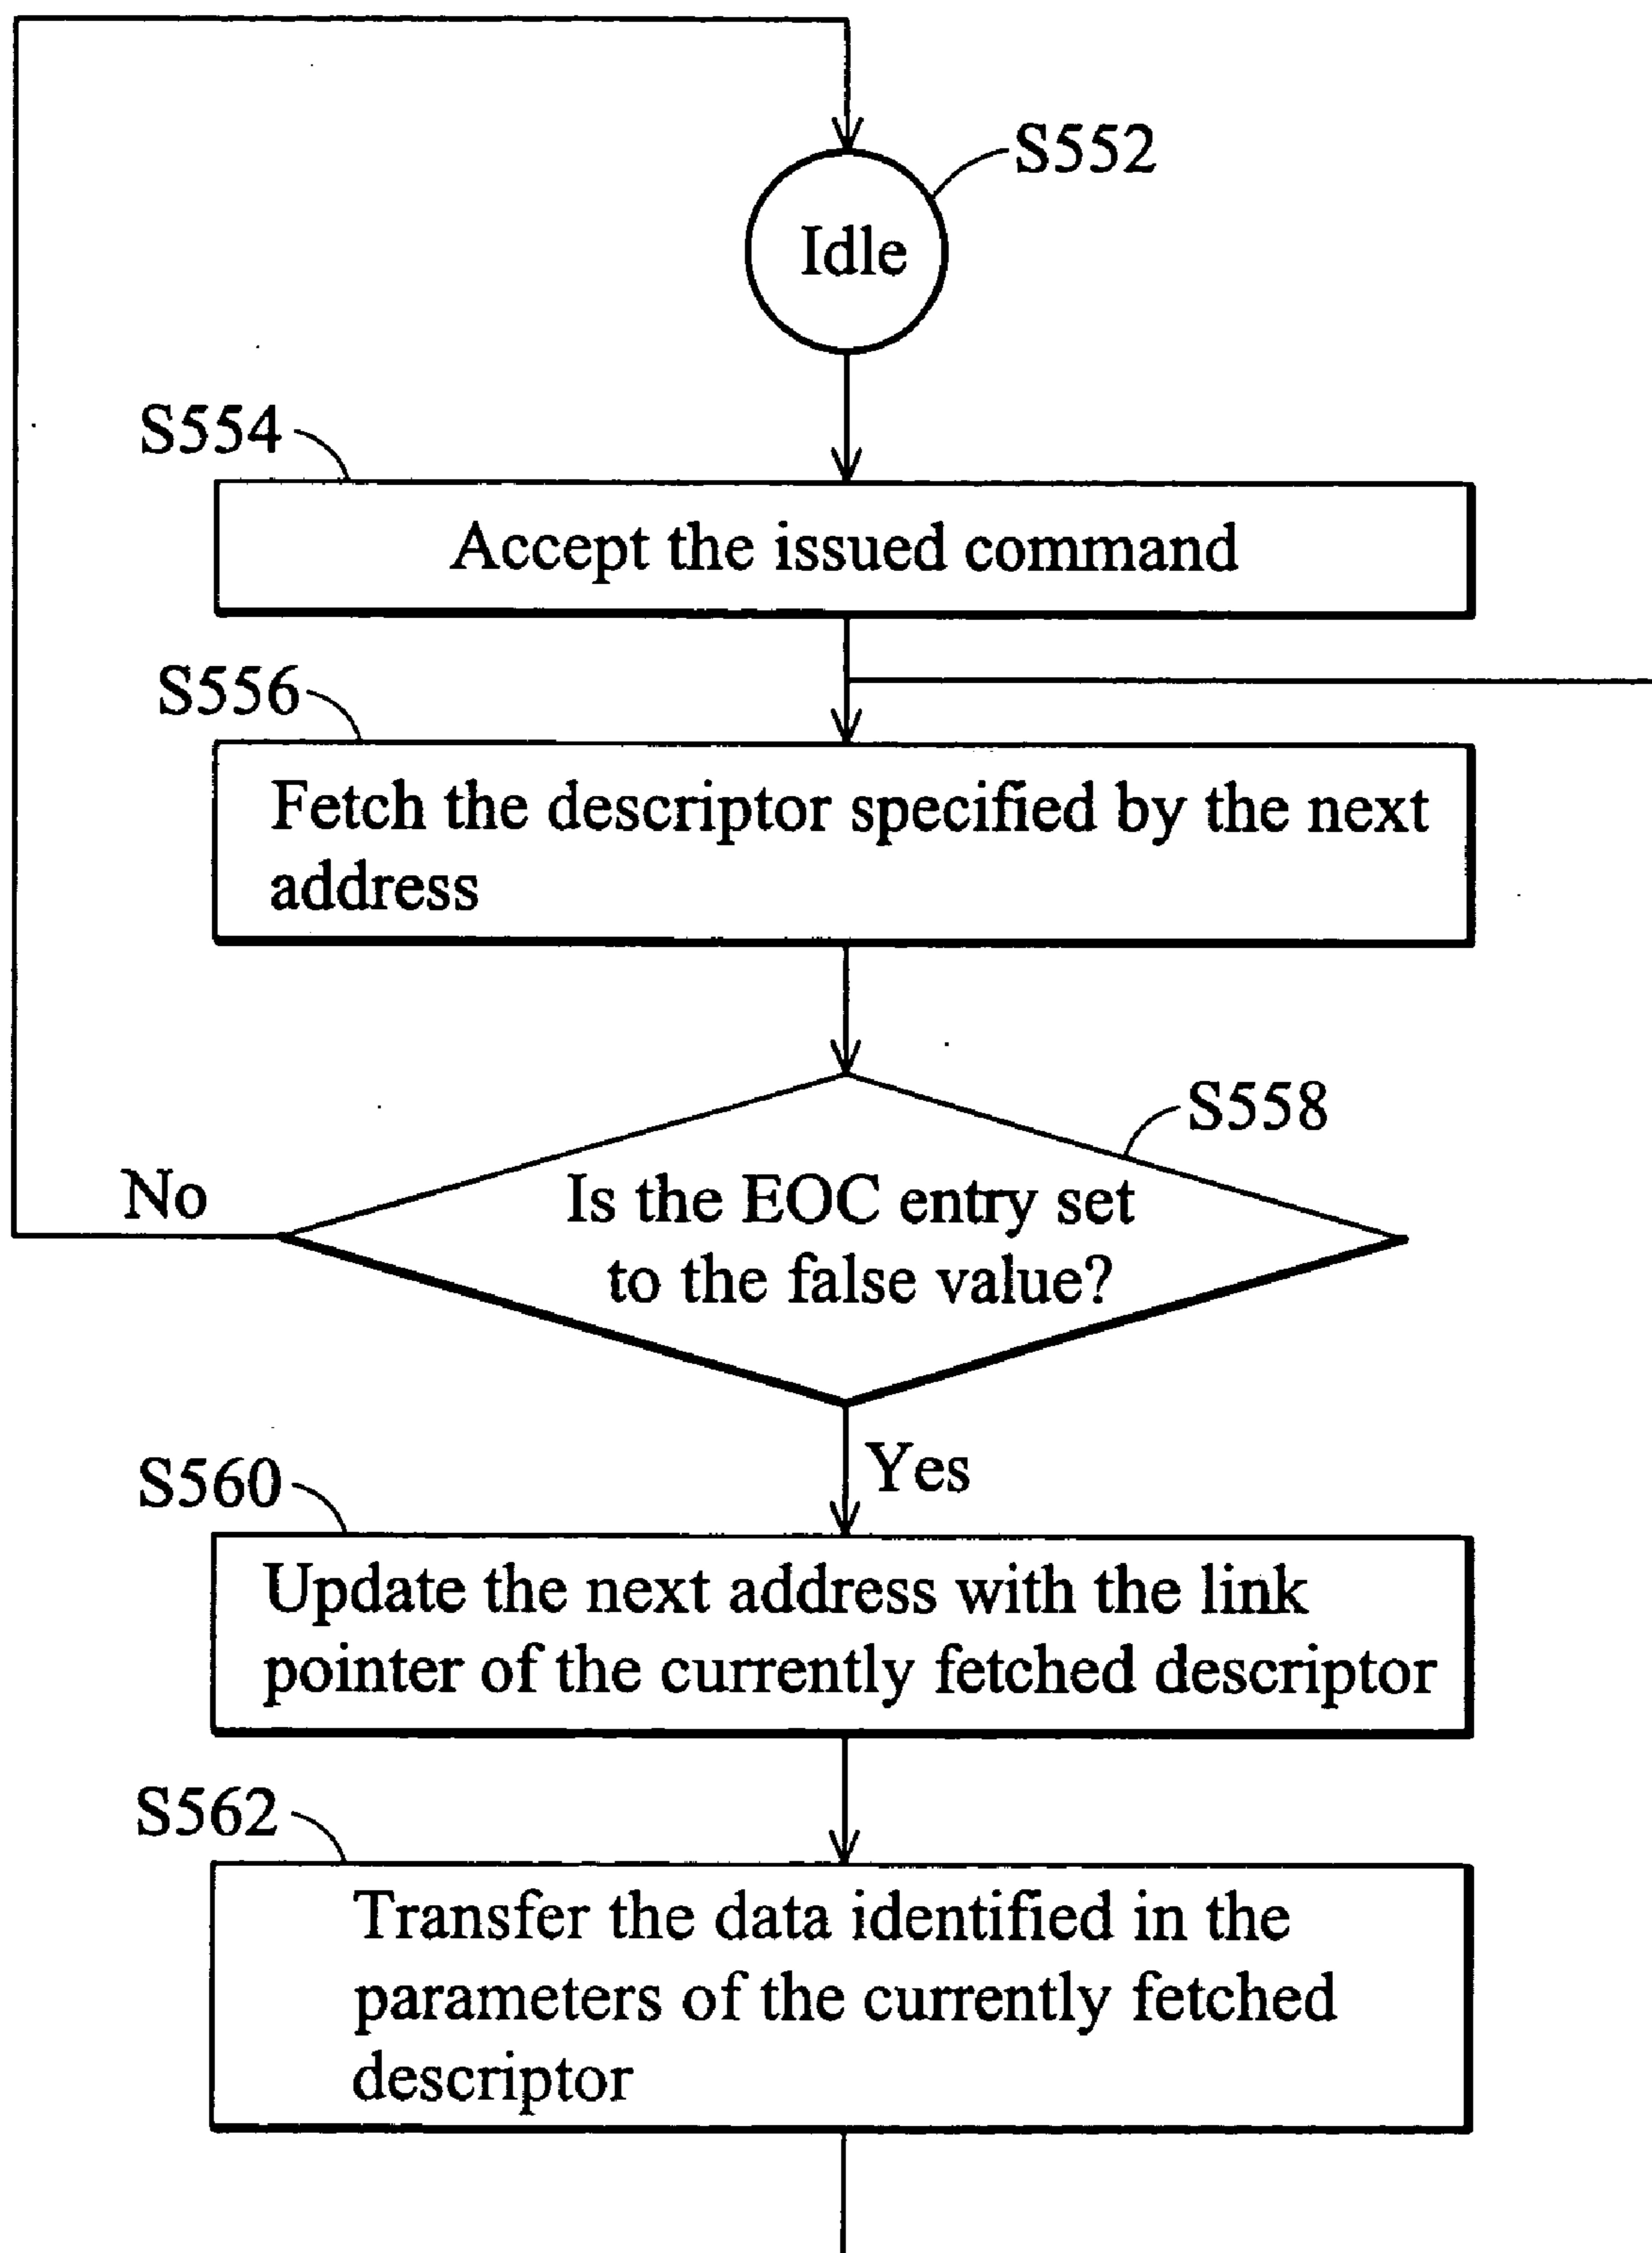 S552
Idle
S554
Accept the issued command
S556
Fetch the descriptor specified by the next
address
S558
No
Is the EOC entry set
to the false value?
Yes
S560
Update the next address with the link
pointer of the currently fetched descriptor
S562
Transfer the data identified in the
parameters of the currently fetched
descriptor